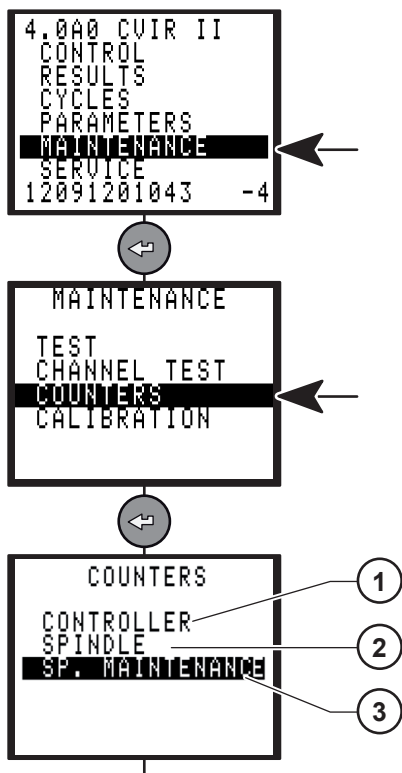 4.0A0 CVIR II
CONTROL
RESULTS
CYCLES
PARAMETERS
MAINTENANCE
SERVICE
12091201043 -4
MAINTENANCE
TEST
CHANNEL TEST
COUNTERS
CALIBRATION
COUNTERS
CONTROLLER 1
SPINDLE 2
SP. MAINTENANCE 3